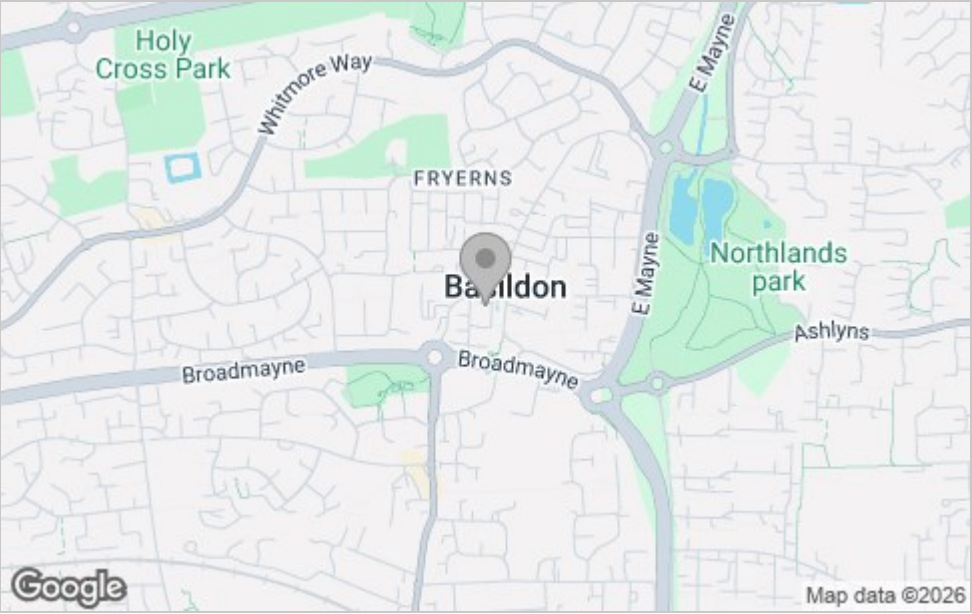 E Mayne
Holy
Cross Park
Whitmore Way
FRYERNS
Northlands
park
E Mayne
Basildon
Ashlyns
Broadmayne
Broadmayne
Google
Map data ©2026